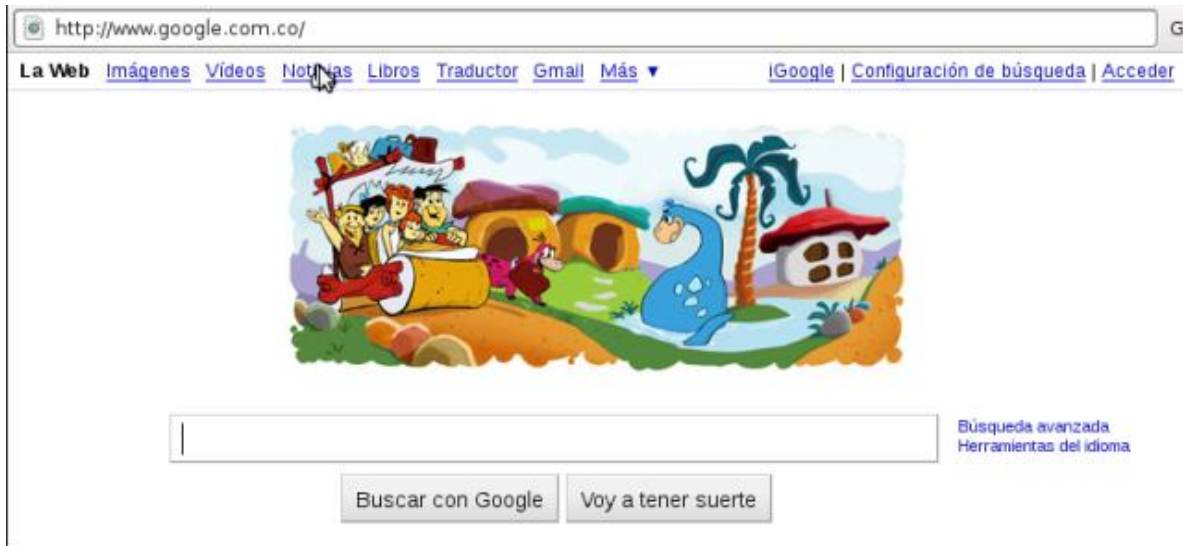 http://www.google.com.co/ G
La Web Imágenes Vídeos Noticias Libros Traductor Gmail Más ▼ iGoogle | Configuración de búsqueda | Acceder
Búsqueda avanzada
Herramientas del idioma
Buscar con Google Voy a tener suerte